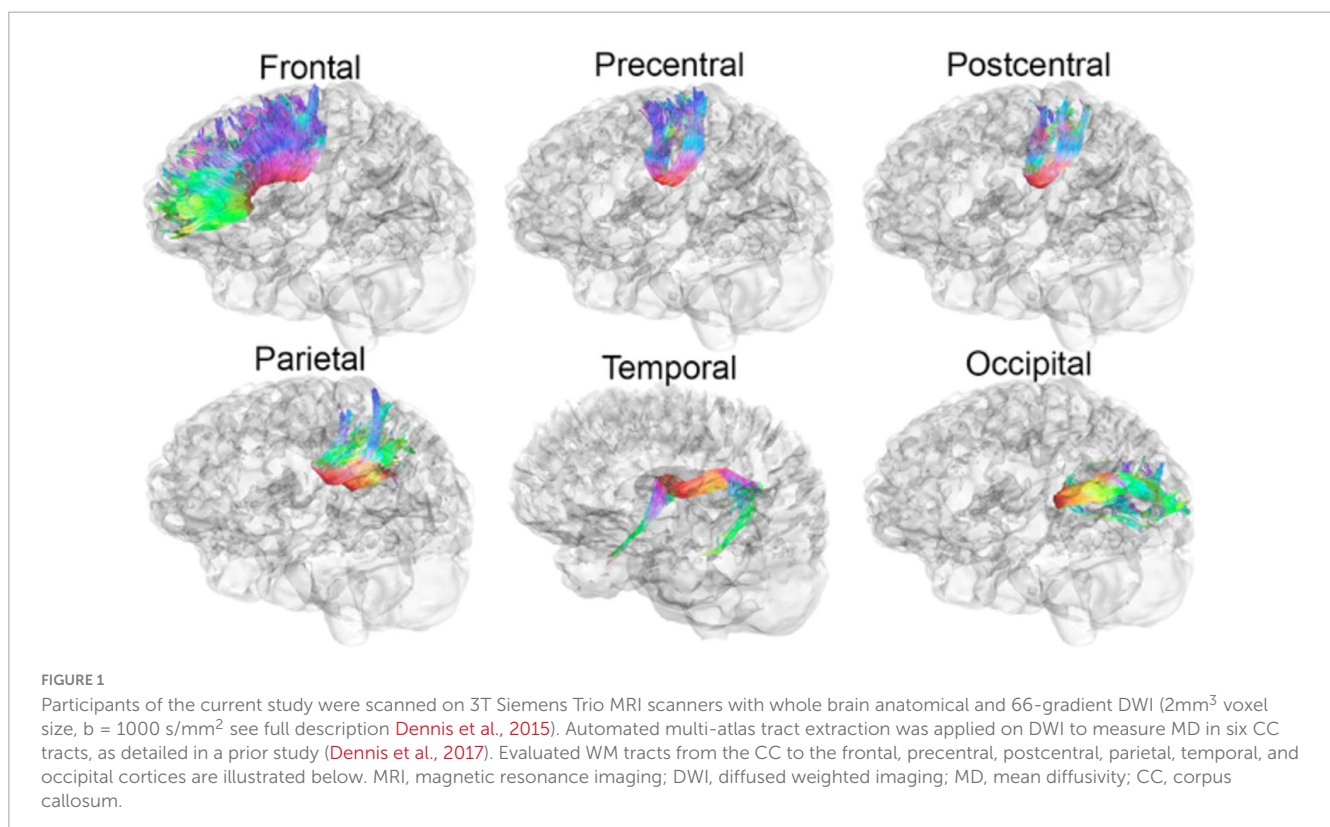 Frontal Precentral Postcentral
Parietal Temporal Occipital
FIGURE 1
Participants of the current study were scanned on 3T Siemens Trio MRI scanners with whole brain anatomical and 66-gradient DWI (2mm³ voxel
size, b = 1000 s/mm² see full description Dennis et al., 2015). Automated multi-atlas tract extraction was applied on DWI to measure MD in six CC
tracts, as detailed in a prior study (Dennis et al., 2017). Evaluated WM tracts from the CC to the frontal, precentral, postcentral, parietal, temporal, and
occipital cortices are illustrated below. MRI, magnetic resonance imaging; DWI, diffused weighted imaging; MD, mean diffusivity; CC, corpus
callosum.